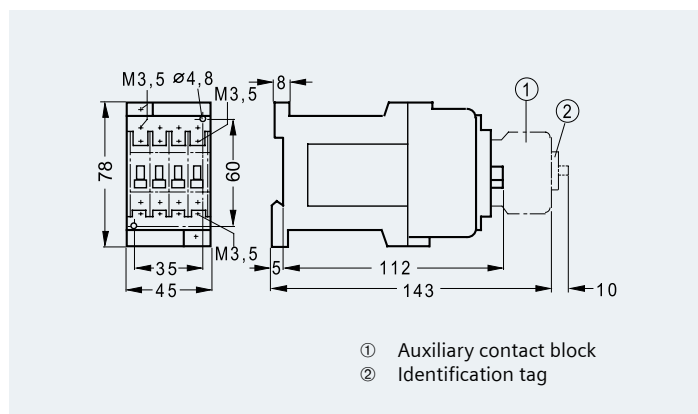 M3,5 ⌀4,8
M3,5
8
①
②
78
60
M3,5
35
45
5
112
143
10
① Auxiliary contact block
② Identification tag